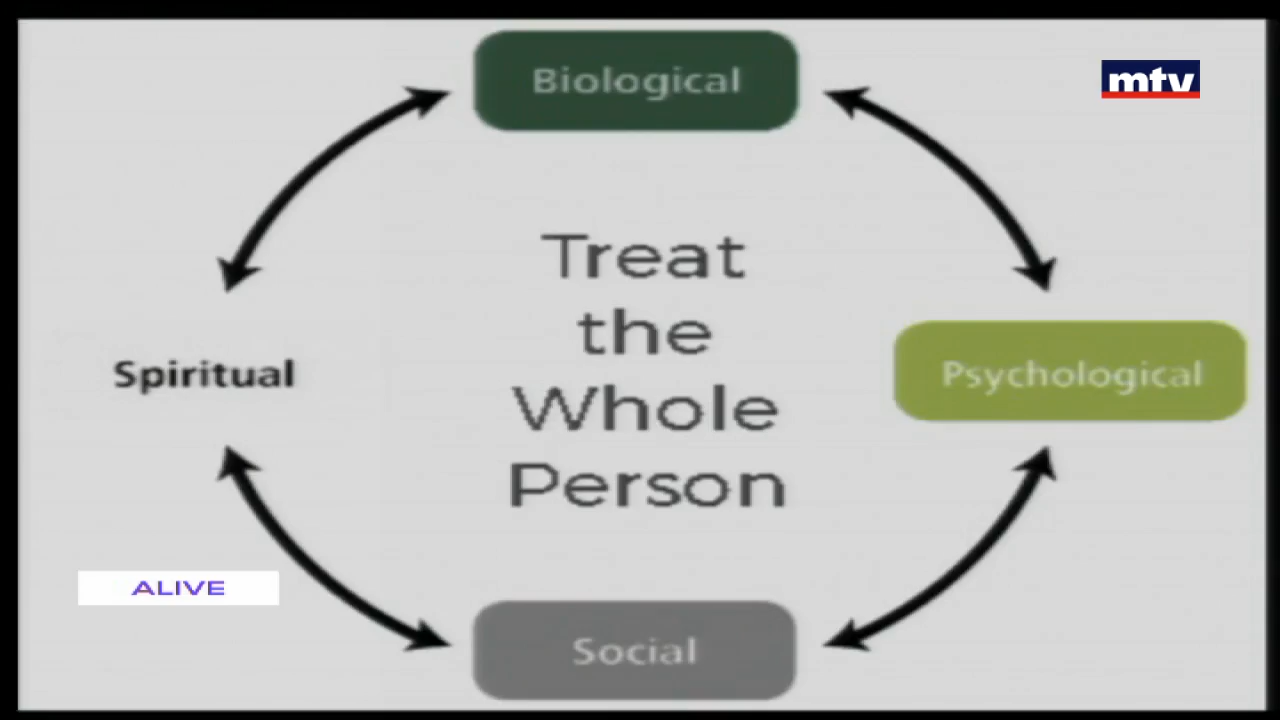 Biological
mtv
Treat
the
Whole
Person
Spiritual
Psychological
ALIVE
Social